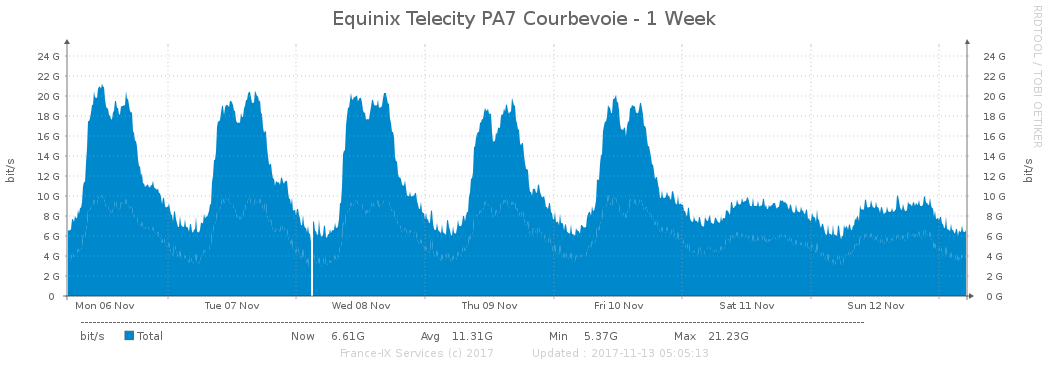 Equinix Telecity PA7 Courbevoie - 1 Week
RRDTOOL / TOBI OETIKER
bit/s
24 G 24 G
22 G 22 G
20 G 20 G
18 G 18 G
16 G 16 G
14 G 14 G
12 G 12 G
10 G 10 G
8 G 8 G
6 G 6 G
4 G 4 G
2 G 2 G
0 0 G
bit/s
Mon 06 Nov Tue 07 Nov Wed 08 Nov Thu 09 Nov Fri 10 Nov Sat 11 Nov Sun 12 Nov
bit/s Total Now 6.61G Avg 11.31G Min 5.37G Max 21.23G
France-IX Services (c) 2017 Updated : 2017-11-13 05:05:13